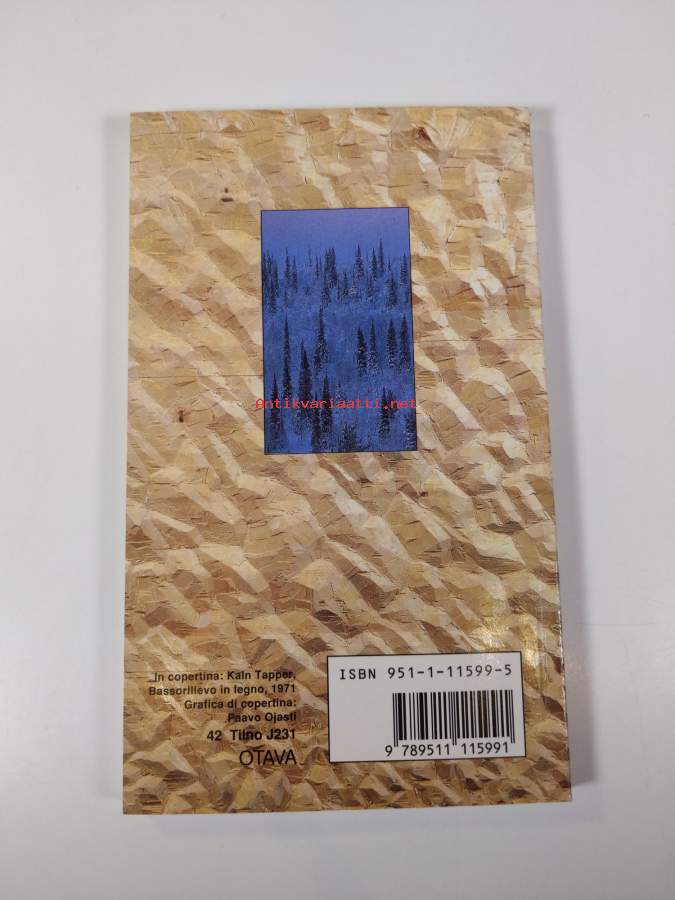 Antikvariaatti.net
In copertina: Kain Tapper,
Bassorilievo in legno, 1971
Grafica di copertina:
Paavo Ojasti
42 Tilno J231
OTAVA
ISBN 951-1-11599-5
9 789511 115991